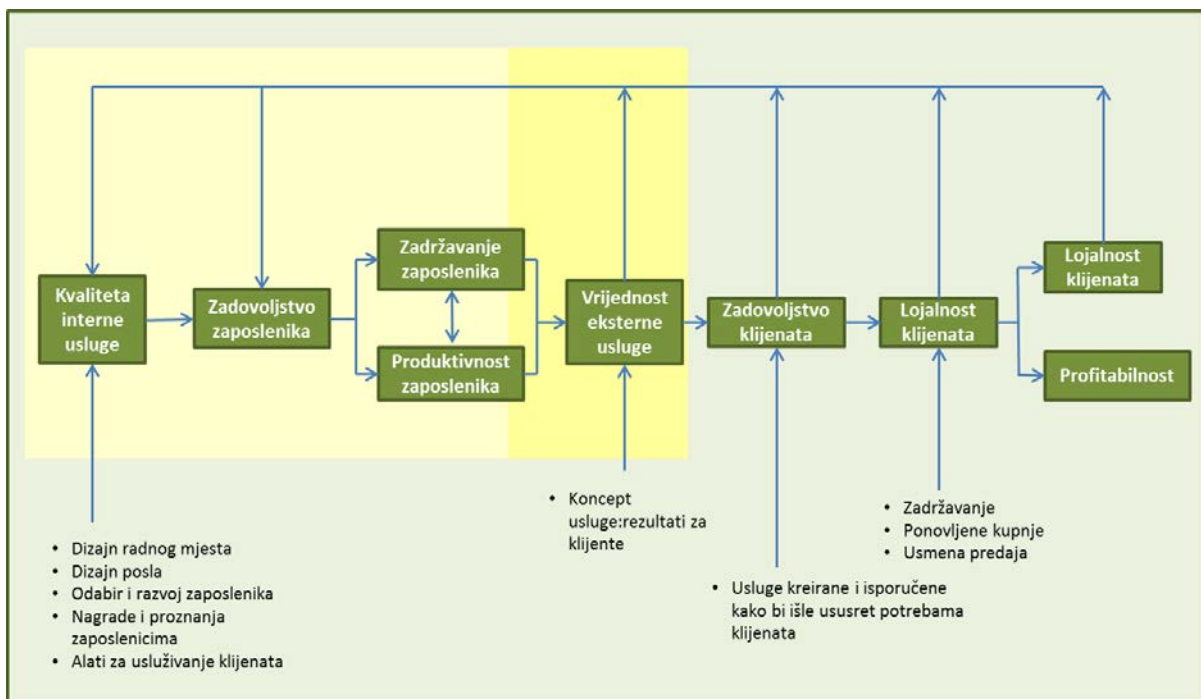 Kvaliteta
interne
usluge
Zadovoljstvo
zaposlenika
Zadržavanje
zaposlenika
Produktivnost
zaposlenika
Vrijednost
eksterne
usluge
Zadovoljstvo
klijenata
Lojalnost
klijenata
Lojalnost
klijenata
Profitabilnost
• Dizajn radnog mjesta
• Dizajn posla
• Odabir i razvoj zaposlenika
• Nagrade i proznanja
zaposlenicima
• Alati za usluživanje klijenata
• Koncept
usluge:rezultati za
klijente
• Usluge kreirane i isporučene
kako bi išle ususret potrebama
klijenata
• Zadržavanje
• Ponovljene kupnje
• Usmena predaja